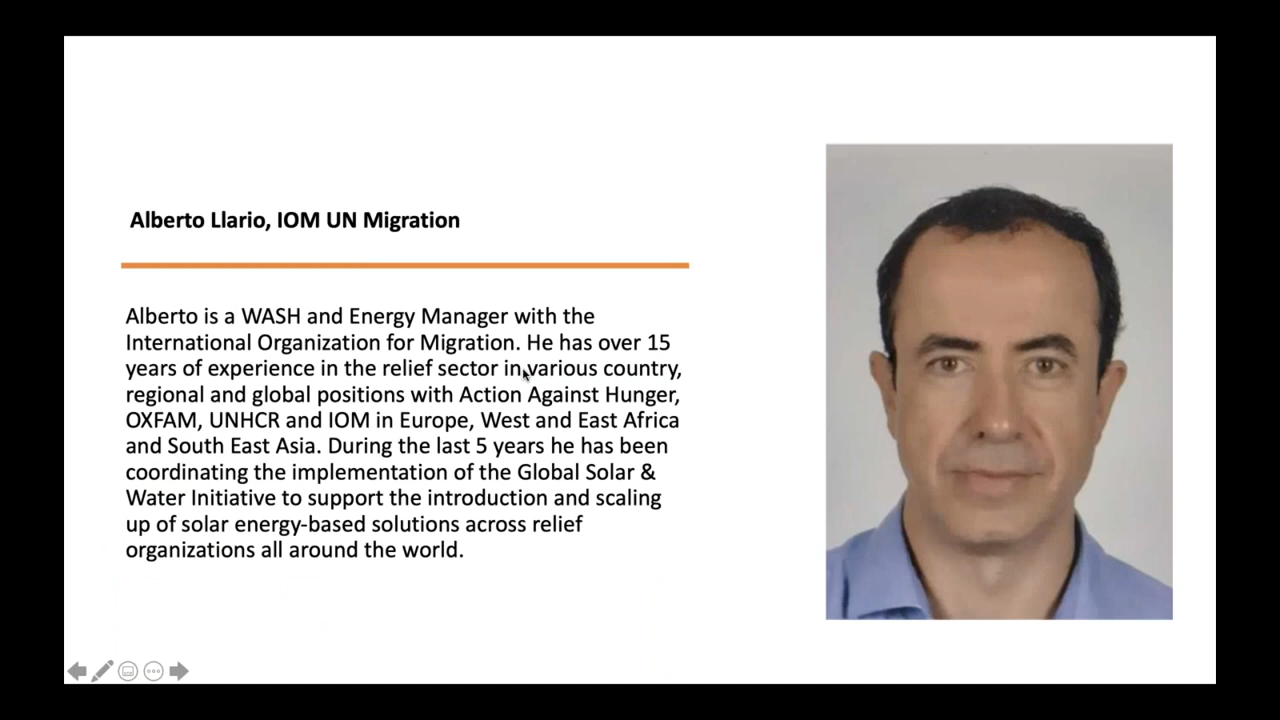 Alberto Llario, IOM UN Migration
Alberto is a WASH and Energy Manager with the
International Organization for Migration. He has over 15
years of experience in the relief sector in various country,
regional and global positions with Action Against Hunger,
OXFAM, UNHCR and IOM in Europe, West and East Africa
and South East Asia. During the last 5 years he has been
coordinating the implementation of the Global Solar &
Water Initiative to support the introduction and scaling
up of solar energy-based solutions across relief
organizations all around the world.